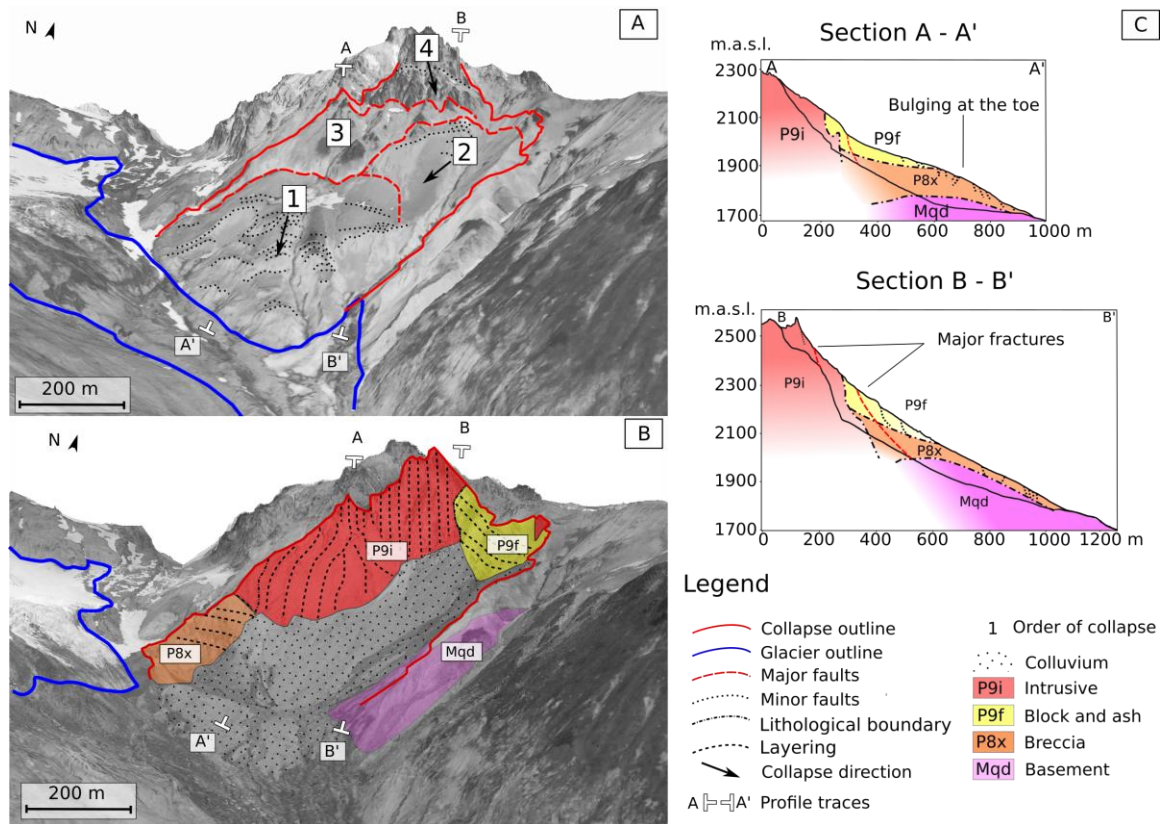 N
A
B
A
4
3
2
1
A'
B'
200 m
N
B
A
B
P9i
P9f
P8x
Mqd
A'
B'
200 m
C
Section A - A'
m.a.s.l.
2300
2100
1900
1700
A
A'
Bulging at the toe
P9i
P9f
P8x
Mqd
0 200 400 600 800 1000 m
Section B - B'
m.a.s.l.
2500
2300
2100
1900
1700
B
B'
Major fractures
P9i
P9f
P8x
Mqd
0 200 400 600 800 1000 1200 m
Legend
Collapse outline
Glacier outline
Major faults
Minor faults
Lithological boundary
Layering
Collapse direction
A A' Profile traces
1 Order of collapse
Colluvium
P9i Intrusive
P9f Block and ash
P8x Breccia
Mqd Basement